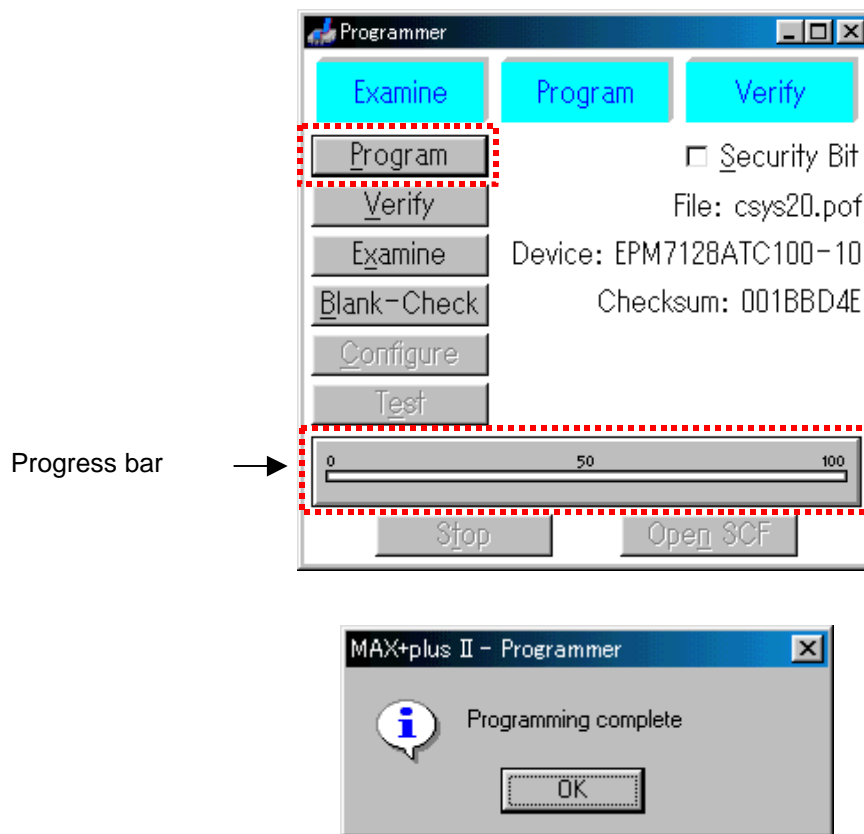 Programmer
Examine Program Verify
Program
Security Bit
Verify
File: csys20.pof
Examine
Device: EPM7128ATC100-10
Blank-Check
Checksum: 001BBD4E
Configure
Test
Progress bar
0 50 100
Stop Open SCF
MAX+plus II - Programmer
Programming complete
OK